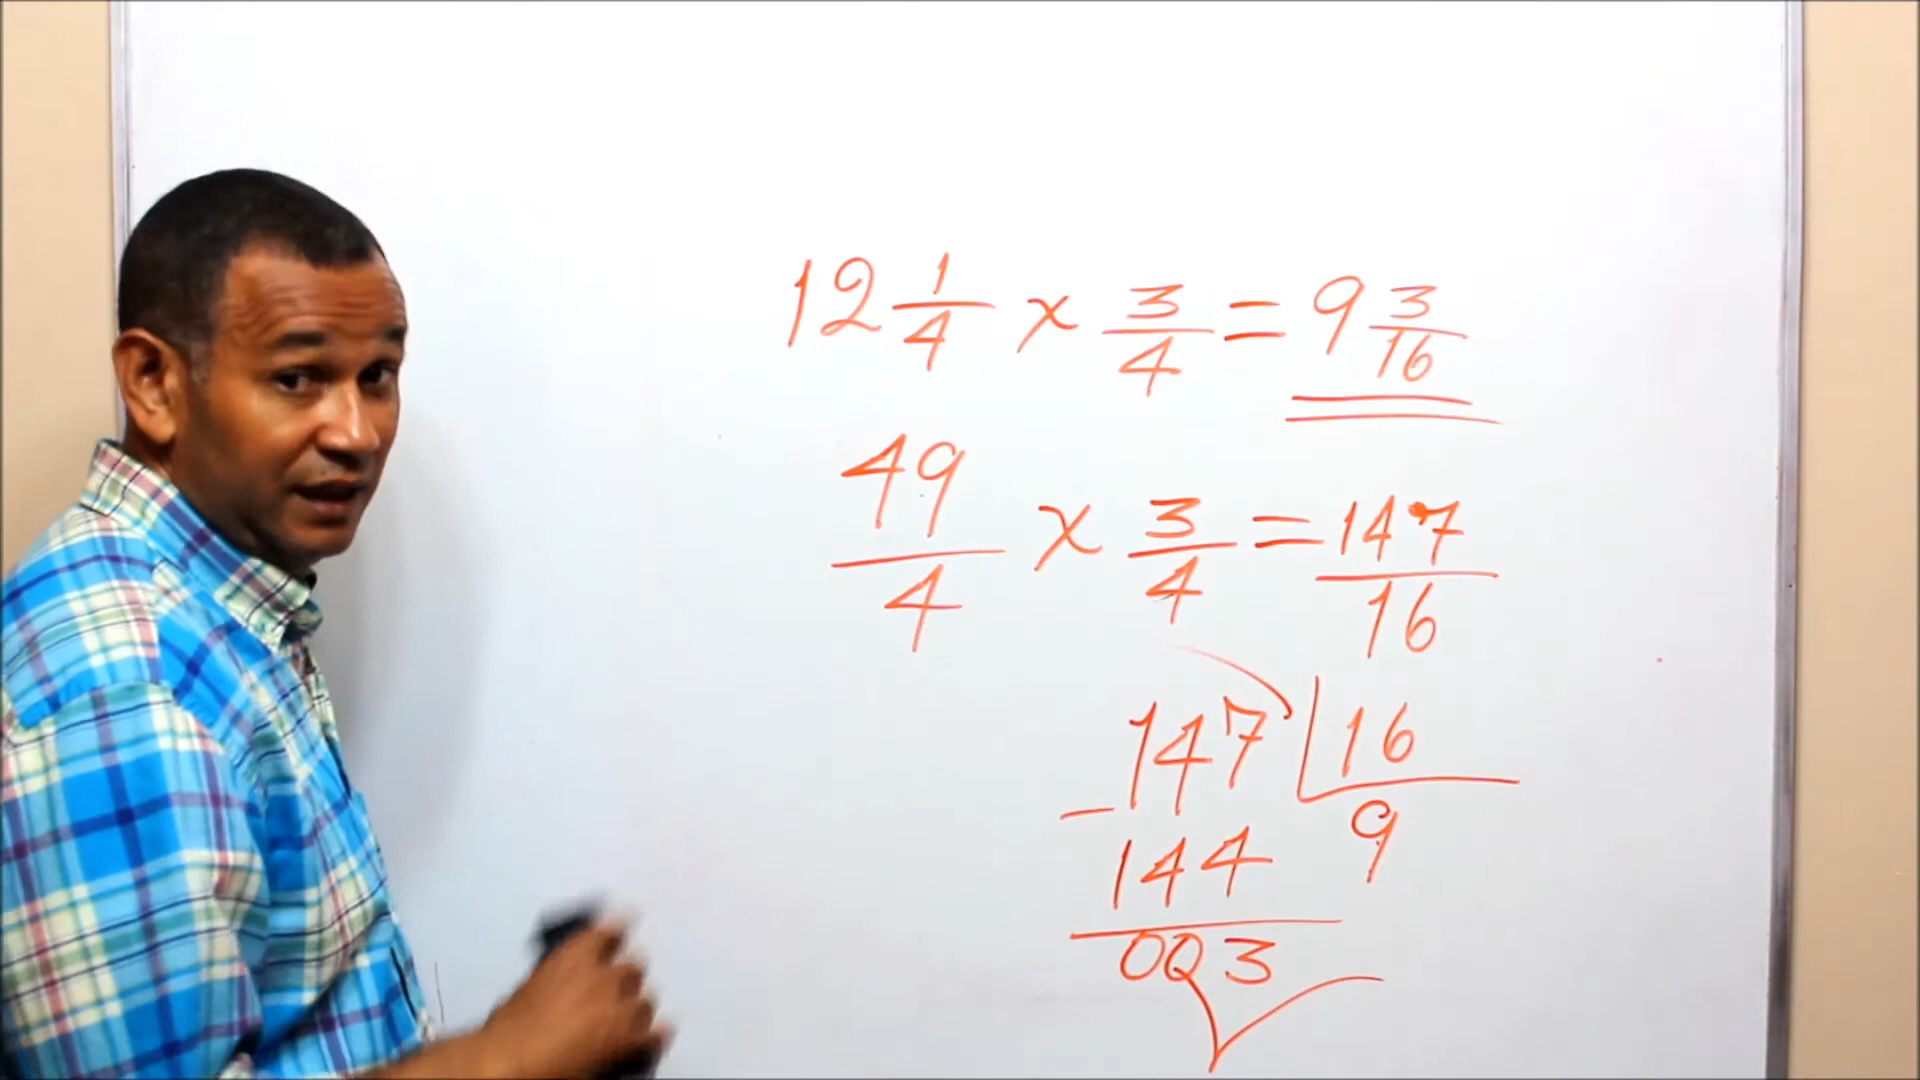 12 1/4 x 3/4 = 9 3/16
49/4 x 3/4 = 147/16
147 | 16
- 144 9
003